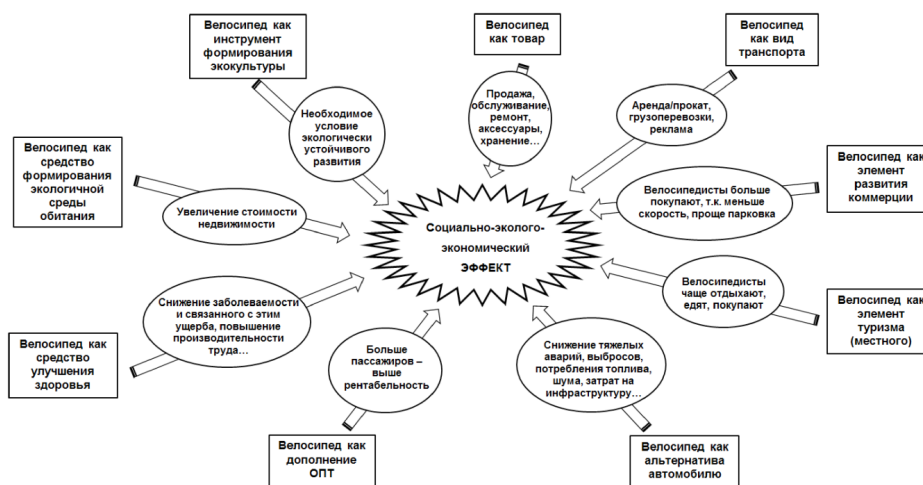 Велосипед как
инструмент
формирования
экокультуры
Велосипед
как товар
Велосипед
как вид
транспорта
Необходимое
условие
экологически
устойчивого
развития
Продажа,
обслуживание,
ремонт,
аксессуары,
хранение…
Аренда/прокат,
грузоперевозки,
реклама
Велосипед как
средство
формирования
экологичной
среды
обитания
Увеличение стоимости
недвижимости
Велосипедисты больше
покупают, т.к. меньше
скорость, проще парковка
Велосипед как
элемент
развития
коммерции
Социально-эколого-
экономический
ЭФФЕКТ
Велосипедисты
чаще отдыхают,
едят, покупают
Велосипед как
элемент
туризма
(местного)
Снижение заболеваемости
и связанного с этим
ущерба, повышение
производительности
труда…
Велосипед как
средство
улучшения
здоровья
Больше
пассажиров –
выше
рентабельность
Снижение тяжелых
аварий, выбросов,
потребления топлива,
шума, затрат на
инфраструктуру…
Велосипед как
дополнение
ОПТ
Велосипед как
альтернатива
автомобилю